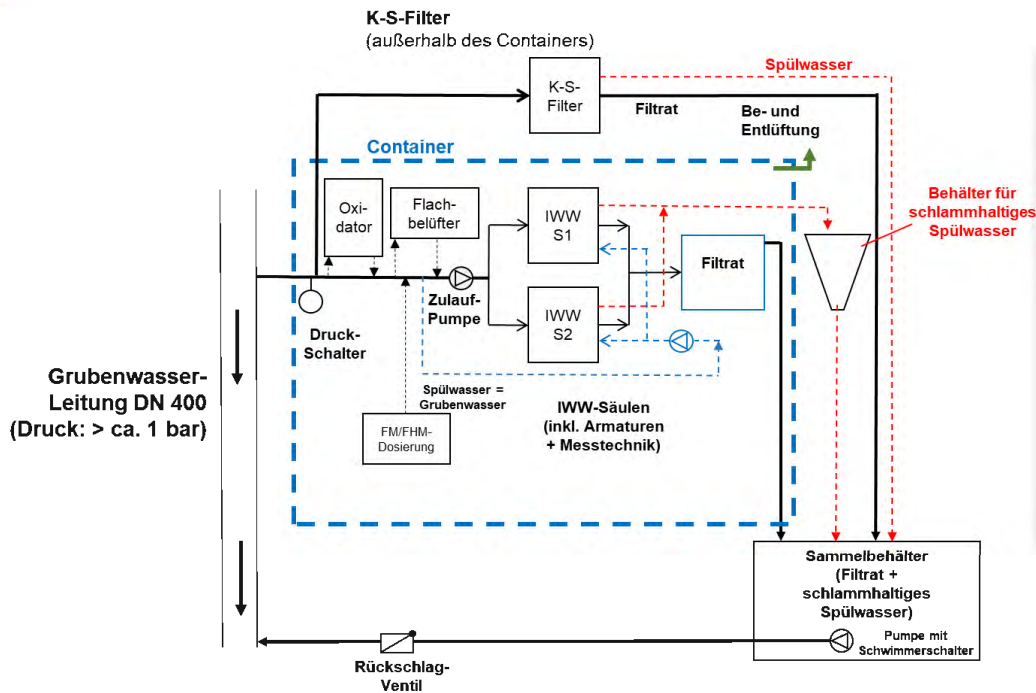 K-S-Filter
(außerhalb des Containers)
Spülwasser
K-S-
Filter
Filtrat
Be- und
Entlüftung
Container
Oxi-
dator
Flach-
belüfter
IWW
S1
Behälter für
schlammhaltiges
Spülwasser
Filtrat
Zulauf-
Pumpe
IWW
S2
Druck-
Schalter
Grubenwasser-
Leitung DN 400
(Druck: > ca. 1 bar)
Spülwasser =
Grubenwasser
IWW-Säulen
(inkl. Armaturen
+ Messtechnik)
FM/FHM-
Dosierung
Sammelbehälter
(Filtrat +
schlammhaltiges
Spülwasser)
Pumpe mit
Schwimmerschalter
Rückschlag-
Ventil